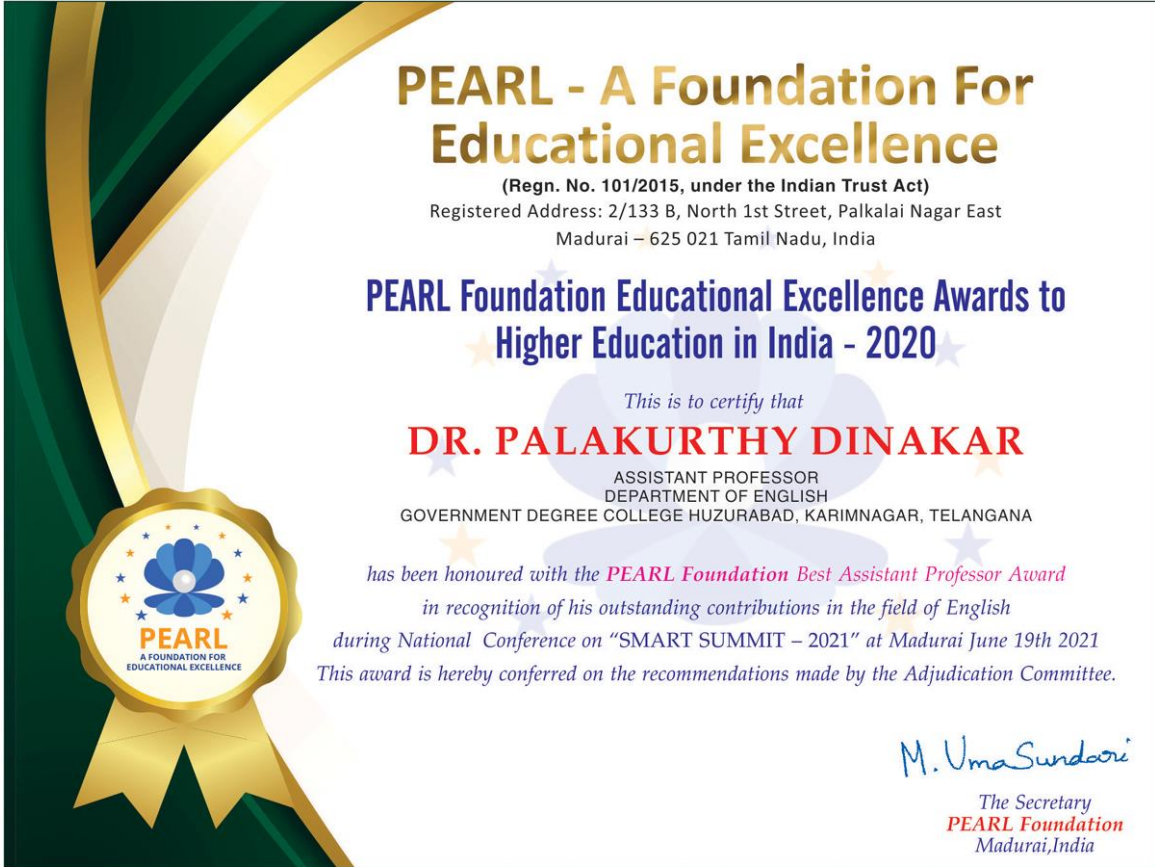 PEARL - A Foundation For
Educational Excellence
(Regn. No. 101/2015, under the Indian Trust Act)
Registered Address: 2/133 B, North 1st Street, Palkalai Nagar East
Madurai – 625 021 Tamil Nadu, India
PEARL Foundation Educational Excellence Awards to
Higher Education in India - 2020
This is to certify that
DR. PALAKURTHY DINAKAR
ASSISTANT PROFESSOR
DEPARTMENT OF ENGLISH
GOVERNMENT DEGREE COLLEGE HUZURABAD, KARIMNAGAR, TELANGANA
has been honoured with the PEARL Foundation Best Assistant Professor Award
in recognition of his outstanding contributions in the field of English
during National Conference on “SMART SUMMIT – 2021” at Madurai June 19th 2021
This award is hereby conferred on the recommendations made by the Adjudication Committee.
PEARL
A FOUNDATION FOR
EDUCATIONAL EXCELLENCE
M. Uma Sundari
The Secretary
PEARL Foundation
Madurai,India